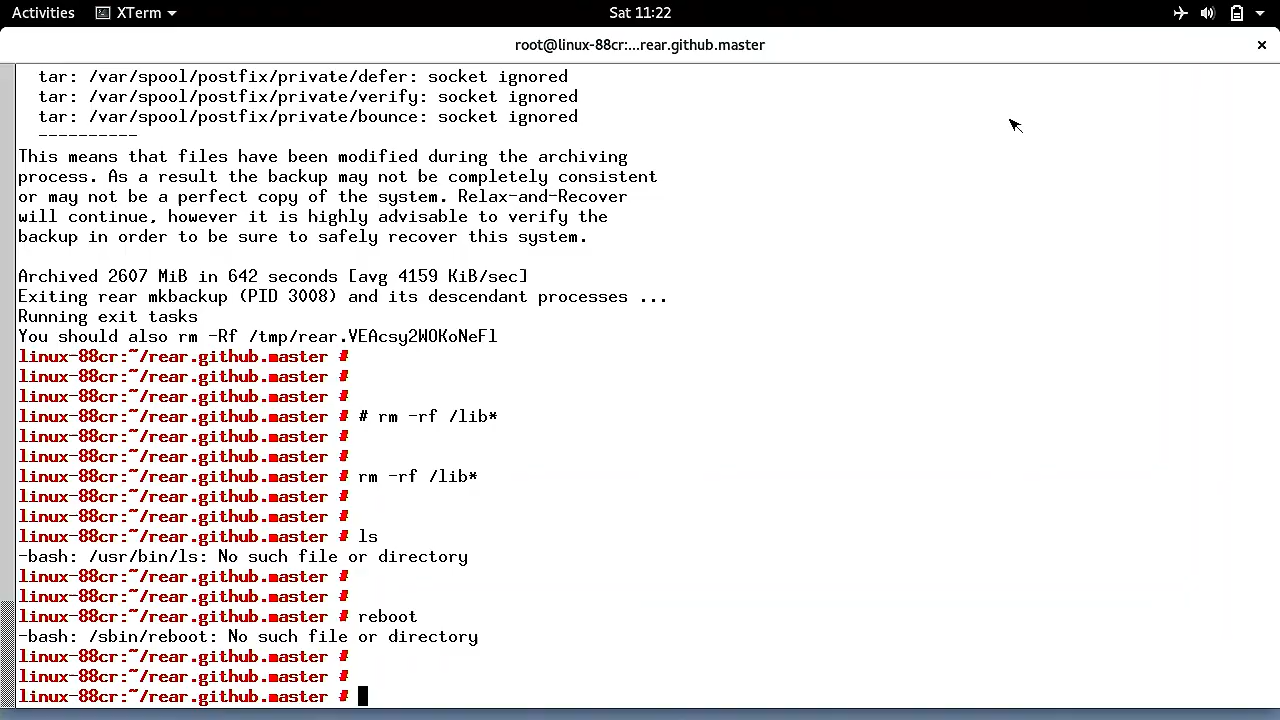 Activities XTerm Sat 11:22
root@linux-88cr:...rear.github.master
tar: /var/spool/postfix/private/defer: socket ignored
tar: /var/spool/postfix/private/verify: socket ignored
tar: /var/spool/postfix/private/bounce: socket ignored
----------
This means that files have been modified during the archiving
process. As a result the backup may not be completely consistent
or may not be a perfect copy of the system. Relax-and-Recover
will continue, however it is highly advisable to verify the
backup in order to be sure to safely recover this system.
Archived 2607 MiB in 642 seconds [avg 4159 KiB/sec]
Exiting rear mkbackup (PID 3008) and its descendant processes ...
Running exit tasks
You should also rm -Rf /tmp/rear.VEAcsy2WOKoNeFl
linux-88cr:~/rear.github.master #
linux-88cr:~/rear.github.master #
linux-88cr:~/rear.github.master #
linux-88cr:~/rear.github.master # # rm -rf /lib*
linux-88cr:~/rear.github.master #
linux-88cr:~/rear.github.master #
linux-88cr:~/rear.github.master # rm -rf /lib*
linux-88cr:~/rear.github.master #
linux-88cr:~/rear.github.master #
linux-88cr:~/rear.github.master # ls
-bash: /usr/bin/ls: No such file or directory
linux-88cr:~/rear.github.master #
linux-88cr:~/rear.github.master #
linux-88cr:~/rear.github.master # reboot
-bash: /sbin/reboot: No such file or directory
linux-88cr:~/rear.github.master #
linux-88cr:~/rear.github.master #
linux-88cr:~/rear.github.master #